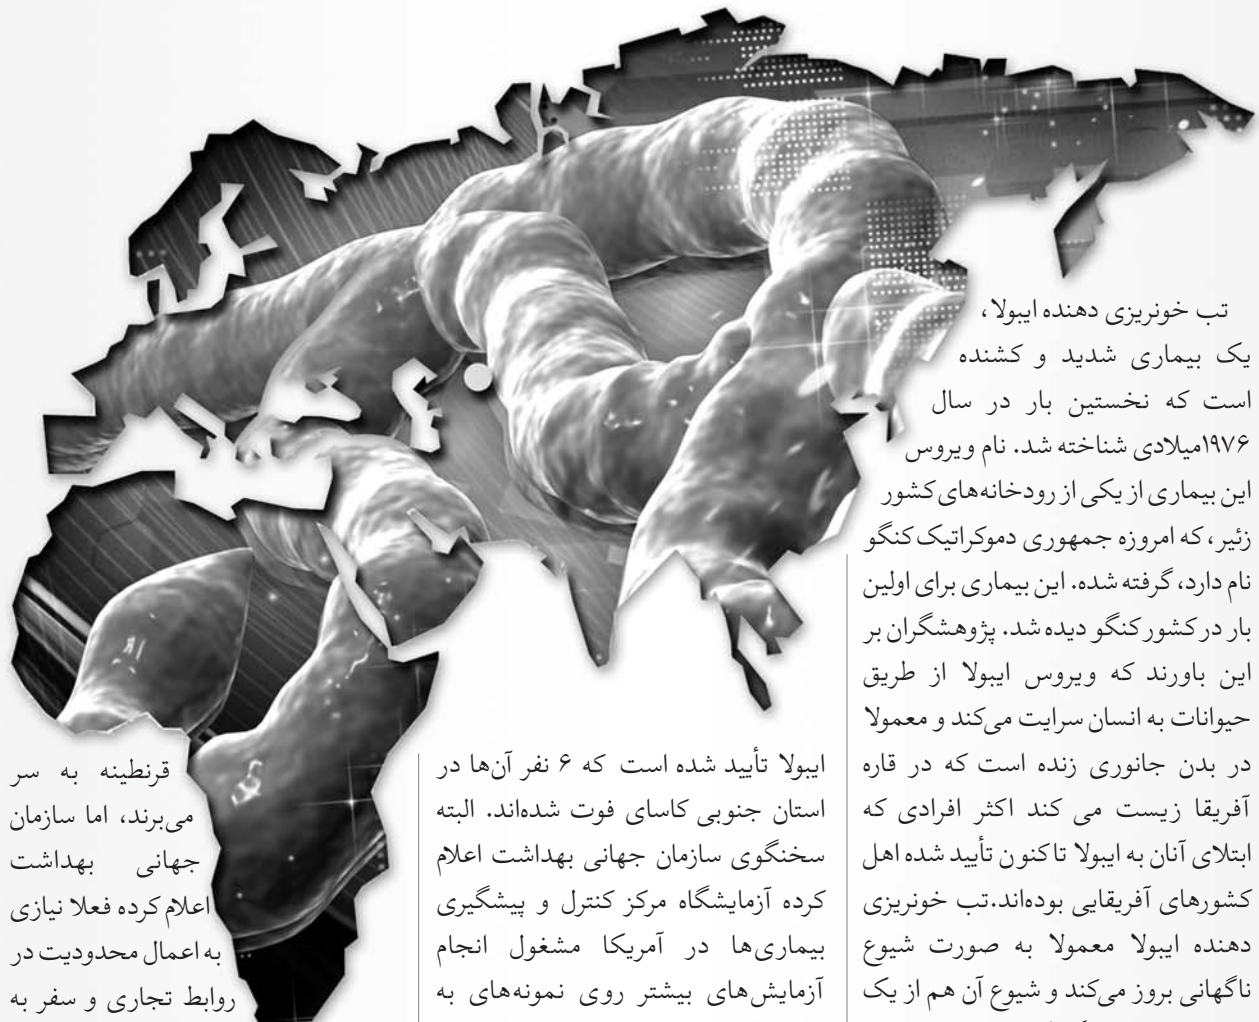 تب خونریزی دهنده ایبولا،
یک بیماری شدید و کشنده
است که نخستین بار در سال
۱۹۷۶میلادی شناخته شد. نام ویروس
این بیماری از یکی از رودخانه‌های کشور
زئیر، که امروزه جمهوری دموکراتیک کنگو
نام دارد، گرفته شده. این بیماری برای اولین
بار در کشور کنگو دیده شد. پژوهشگران بر
این باورند که ویروس ایبولا از طریق
حیوانات به انسان سرایت می‌کند و معمولا
در بدن جانوری زنده است که در قاره
آفریقا زیست می کند اکثر افرادی که
ابتلای آنان به ایبولا تاکنون تأیید شده اهل
کشورهای آفریقایی بوده‌اند.تب خونریزی
دهنده ایبولا معمولا به صورت شیوع
ناگهانی بروز می‌کند و شیوع آن هم از یک
ایبولا تأیید شده است که ۶ نفر آن‌ها در
استان جنوبی کاسای فوت شده‌اند. البته
سخنگوی سازمان جهانی بهداشت اعلام
کرده آزمایشگاه مرکز کنترل و پیشگیری
بیماری‌ها در آمریکا مشغول انجام
آزمایش‌های بیشتر روی نمونه‌های به
قرنطینه به سر
می‌برند، اما سازمان
جهانی بهداشت
اعلام کرده فعلا نیازی
به اعمال محدودیت در
روابط تجاری و سفر به